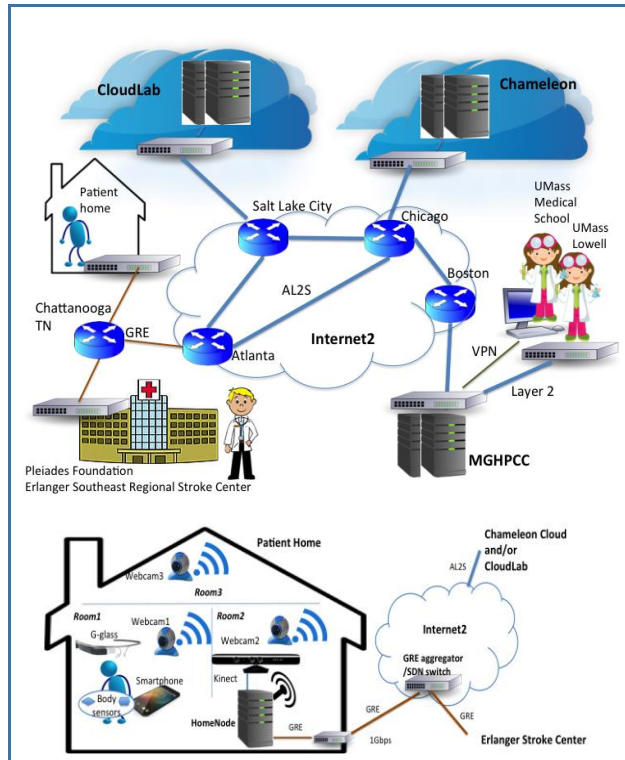 CloudLab
Chameleon
Patient
home
UMass
Medical
School
UMass
Lowell
Salt Lake City
Chicago
Boston
AL2S
Chattanooga
TN
GRE
Atlanta
Internet2
VPN
Layer 2
MGHPCC
Pleiades Foundation
Erlanger Southeast Regional Stroke Center
Patient Home
Webcam3
Room3
Room1
G-glass
Webcam1
Room2
Webcam2
Smartphone
Body
sensors
Kinect
HomeNode
GRE
1Gbps
GRE
Chameleon Cloud
and/or
CloudLab
AL2S
Internet2
GRE aggregator
/SDN switch
GRE
Erlanger Stroke Center